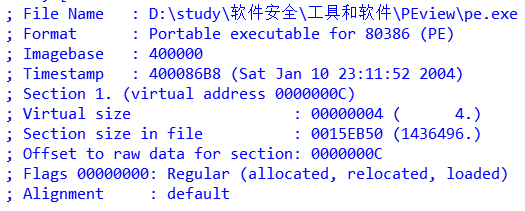 ; File Name   : D:\study\软件安全\工具和软件\PEview\pe.exe
; Format      : Portable executable for 80386 (PE)
; Imagebase   : 400000
; Timestamp   : 400086B8 (Sat Jan 10 23:11:52 2004)
; Section 1. (virtual address 0000000C)
; Virtual size                  : 00000004 (      4.)
; Section size in file          : 0015EB50 (1436496.)
; Offset to raw data for section: 0000000C
; Flags 00000000: Regular (allocated, relocated, loaded)
; Alignment     : default